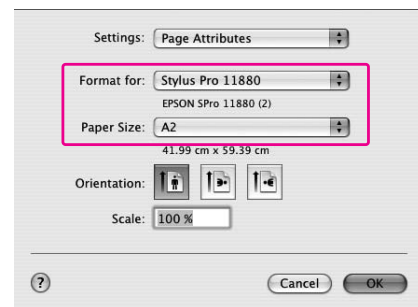 Settings: Page Attributes
Format for: Stylus Pro 11880
EPSON SPro 11880 (2)
Paper Size: A2
41.99 cm x 59.39 cm
Orientation:
Scale: 100 %
? Cancel OK